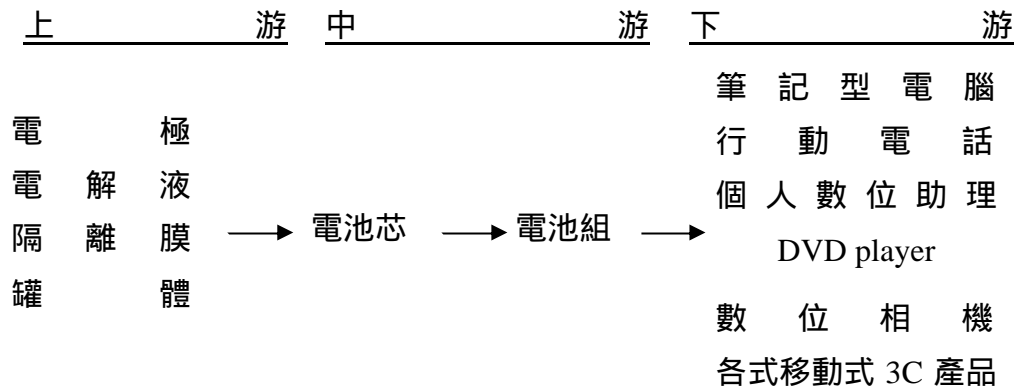 上游 中游 下游
筆記型電腦
電極
行動電話
電解液
個人數位助理
隔離膜 電池芯 電池組
DVD player
罐體
數位相機
各式移動式 3C 產品